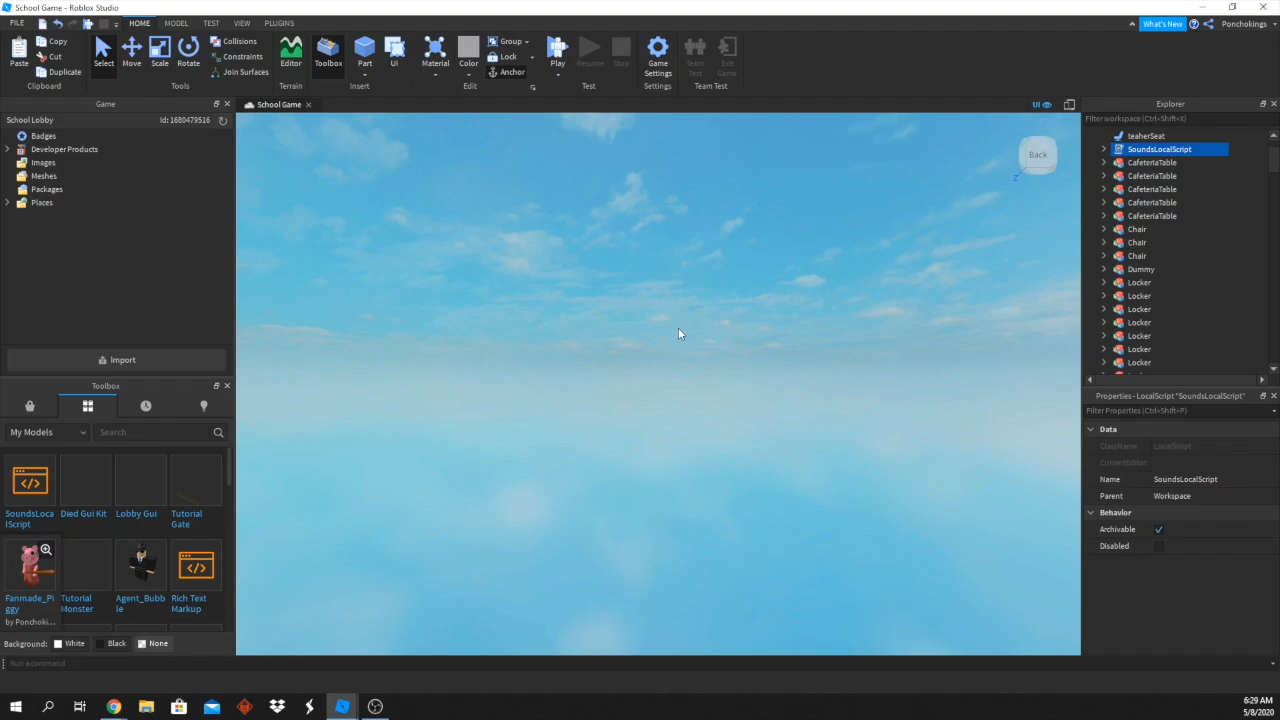 School Game - Roblox Studio
FILE HOME MODEL TEST VIEW PLUGINS What's New Ponchokings
Paste Copy Cut Duplicate Select Move Scale Rotate Collisions Constraints Join Surfaces Editor Toolbox Part UI Material Color Group Lock Anchor Play Resume Stop Game Settings Team Test Exit Game
Clipboard Tools Terrain Insert Edit Test Settings Team Test
Game
School Lobby Id: 1680479516
Badges
Developer Products
Images
Meshes
Packages
Places
Import
Toolbox
My Models Search
SoundsLoca
lScript
Died Gui Kit
Lobby Gui
Tutorial
Gate
Fanmade_Pi
ggy
by Ponchoki...
Tutorial
Monster
Agent_Bubb
le
Rich Text
Markup
Background: White Black None
Run a command
School Game
UI
Back
Z
Explorer
Filter workspace (Ctrl+Shift+X)
teaherSeat
SoundsLocalScript
CafeteriaTable
CafeteriaTable
CafeteriaTable
CafeteriaTable
CafeteriaTable
Chair
Chair
Chair
Dummy
Locker
Locker
Locker
Locker
Locker
Locker
Locker
Properties - LocalScript "SoundsLocalScript"
Filter Properties (Ctrl+Shift+P)
Data
ClassName LocalScript
CurrentEditor
Name SoundsLocalScript
Parent Workspace
Behavior
Archivable
Disabled
6:29 AM
5/8/2020